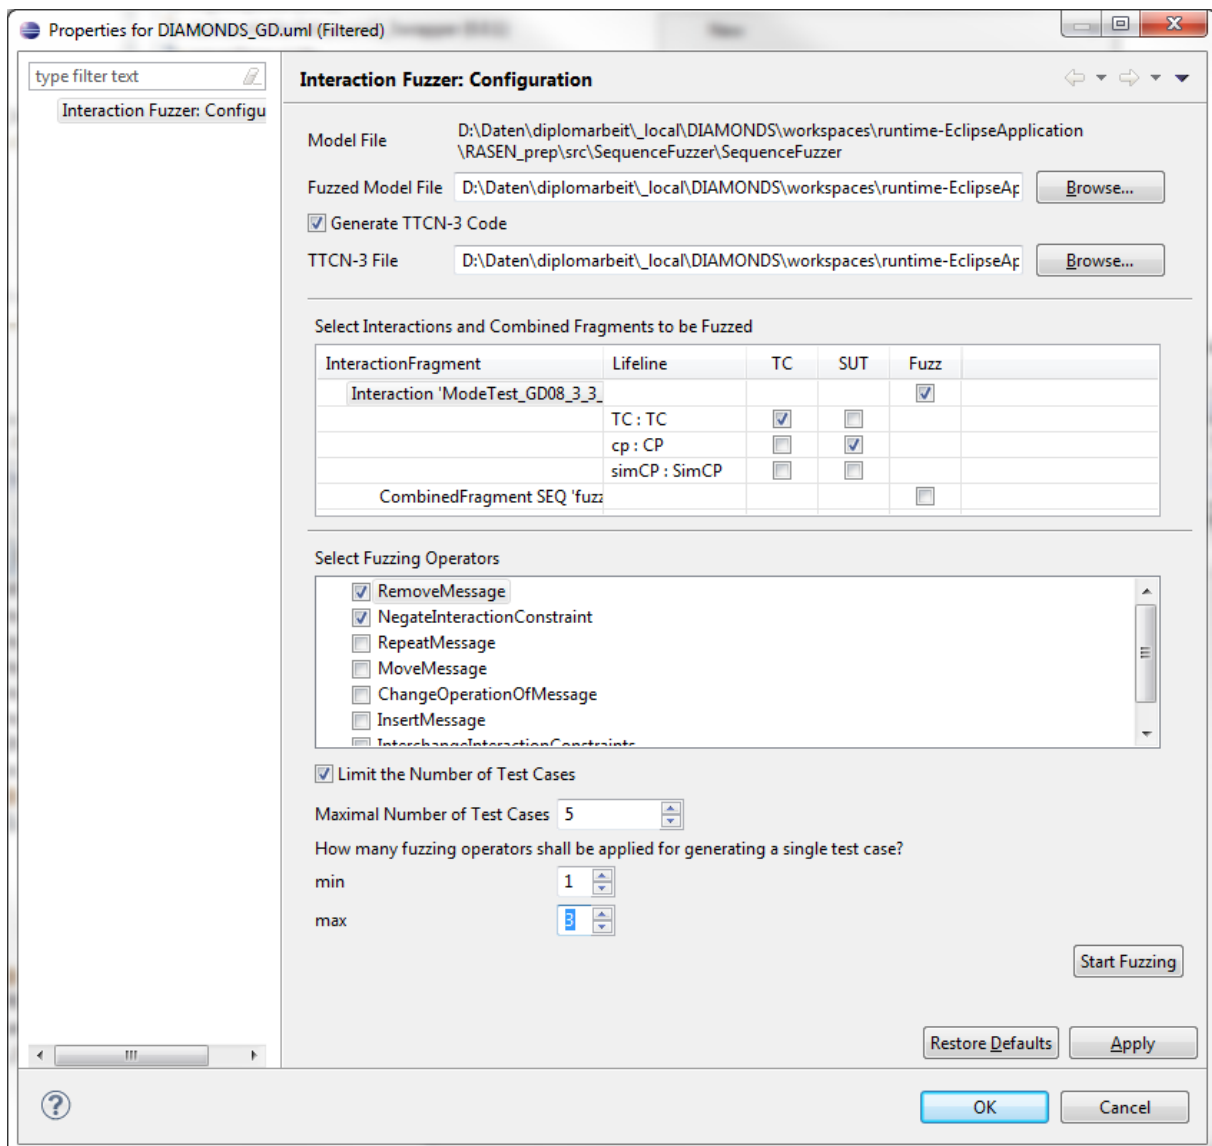 Properties for DIAMONDS_GD.uml (Filtered)
type filter text
Interaction Fuzzer: Configu
Interaction Fuzzer: Configuration
Model File
D:\Daten\diplomarbeit\_local\DIAMONDS\workspaces\runtime-EclipseApplication
\RASEN_prep\src\SequenceFuzzer\SequenceFuzzer
Fuzzed Model File D:\Daten\diplomarbeit\_local\DIAMONDS\workspaces\runtime-EclipseAp Browse...
Generate TTCN-3 Code
TTCN-3 File D:\Daten\diplomarbeit\_local\DIAMONDS\workspaces\runtime-EclipseAp Browse...
Select Interactions and Combined Fragments to be Fuzzed
InteractionFragment Lifeline TC SUT Fuzz
Interaction 'ModeTest_GD08_3_3_
TC : TC
cp : CP
simCP : SimCP
CombinedFragment SEQ 'fuzz
Select Fuzzing Operators
RemoveMessage
NegateInteractionConstraint
RepeatMessage
MoveMessage
ChangeOperationOfMessage
InsertMessage
InterchangeInteractionConstraints
Limit the Number of Test Cases
Maximal Number of Test Cases 5
How many fuzzing operators shall be applied for generating a single test case?
min 1
max 3
Start Fuzzing
Restore Defaults Apply
OK Cancel